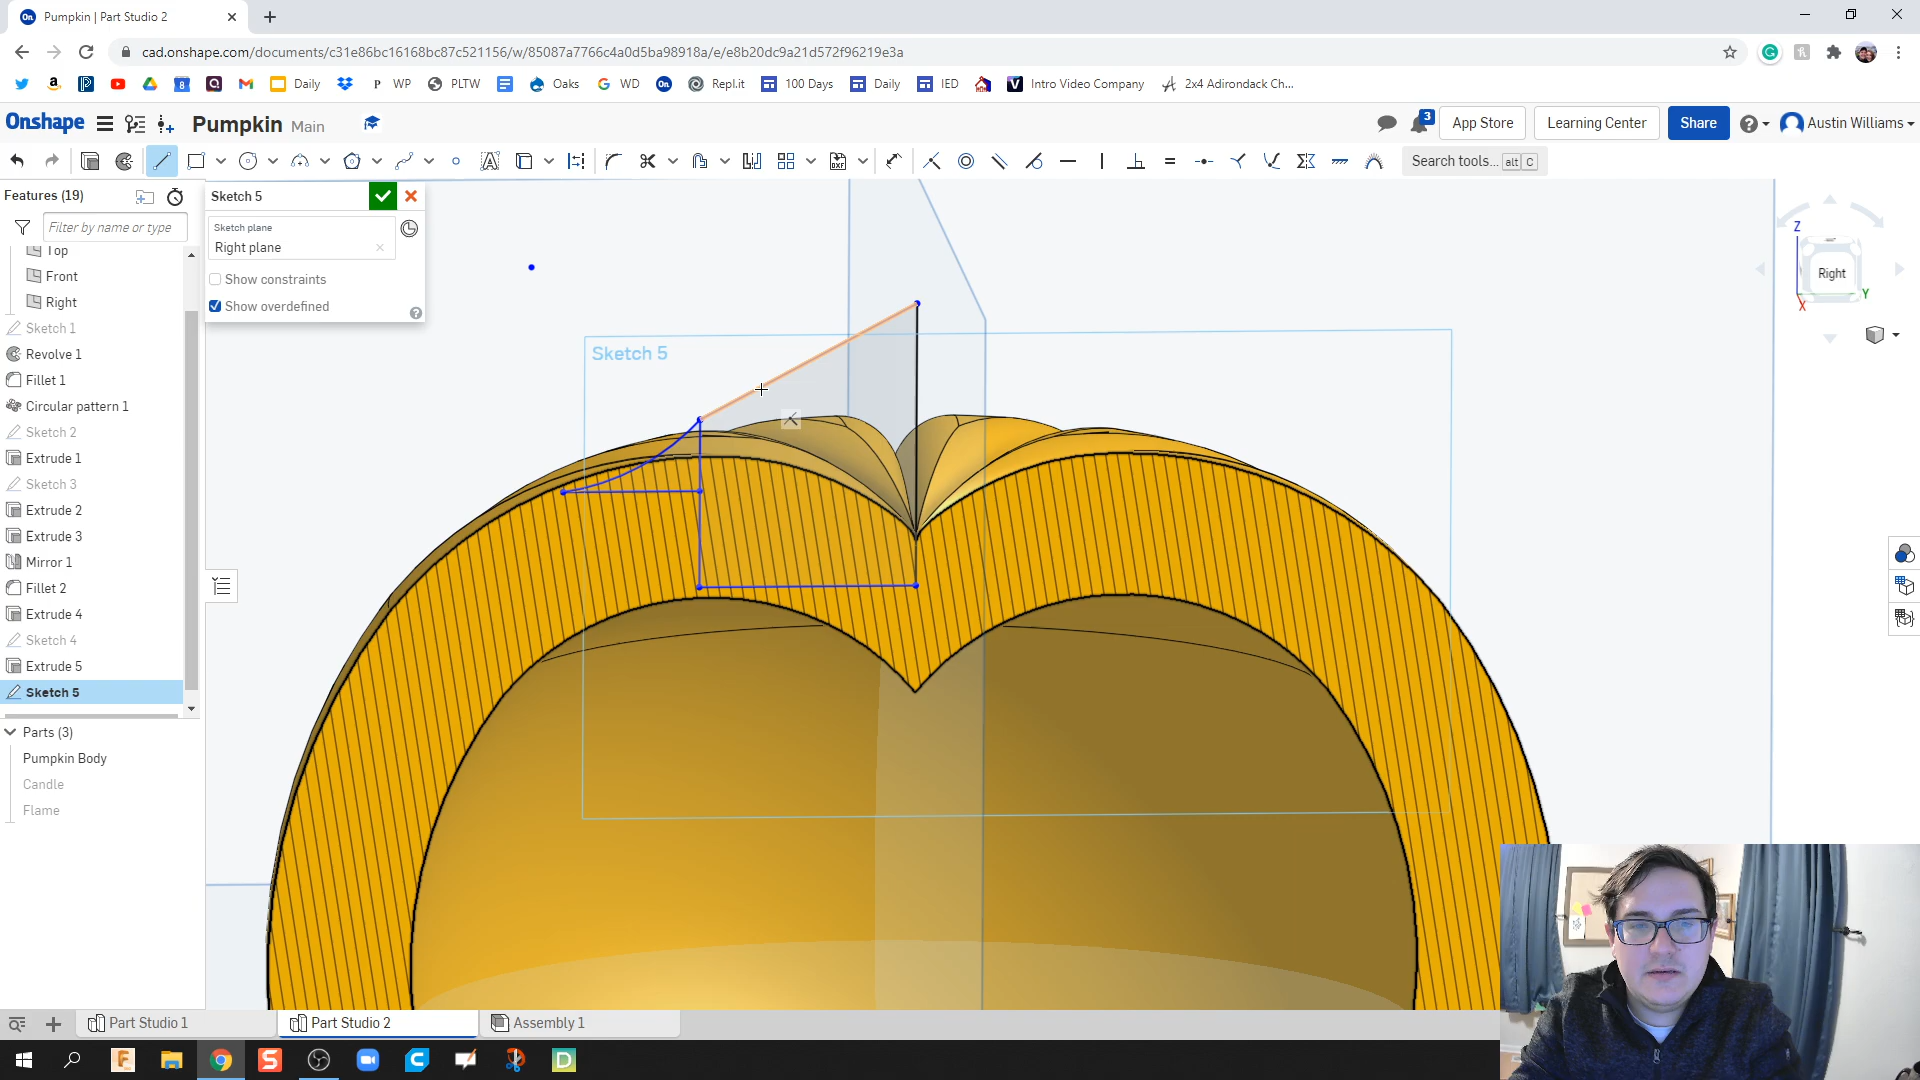 Pumpkin | Part Studio 2
cad.onshape.com/documents/c31e86bc16168bc87c521156/w/85087a7766c4a0d5ba98918a/e/e8b20dc9a21d572f96219e3a
Daily P WP PLTW Oaks G WD Repl.it 100 Days Daily IED Intro Video Company 2x4 Adirondack Ch...
Onshape Pumpkin Main 3 App Store Learning Center Share Austin Williams
Search tools... alt C
Features (19)
Filter by name or type
Top
Front
Right
Sketch 1
Revolve 1
Fillet 1
Circular pattern 1
Sketch 2
Extrude 1
Sketch 3
Extrude 2
Extrude 3
Mirror 1
Fillet 2
Extrude 4
Sketch 4
Extrude 5
Sketch 5
Parts (3)
Pumpkin Body
Candle
Flame
Sketch 5
Sketch plane
Right plane
Show constraints
Show overdefined
Sketch 5
Z
Right
Y
X
Part Studio 1 Part Studio 2 Assembly 1